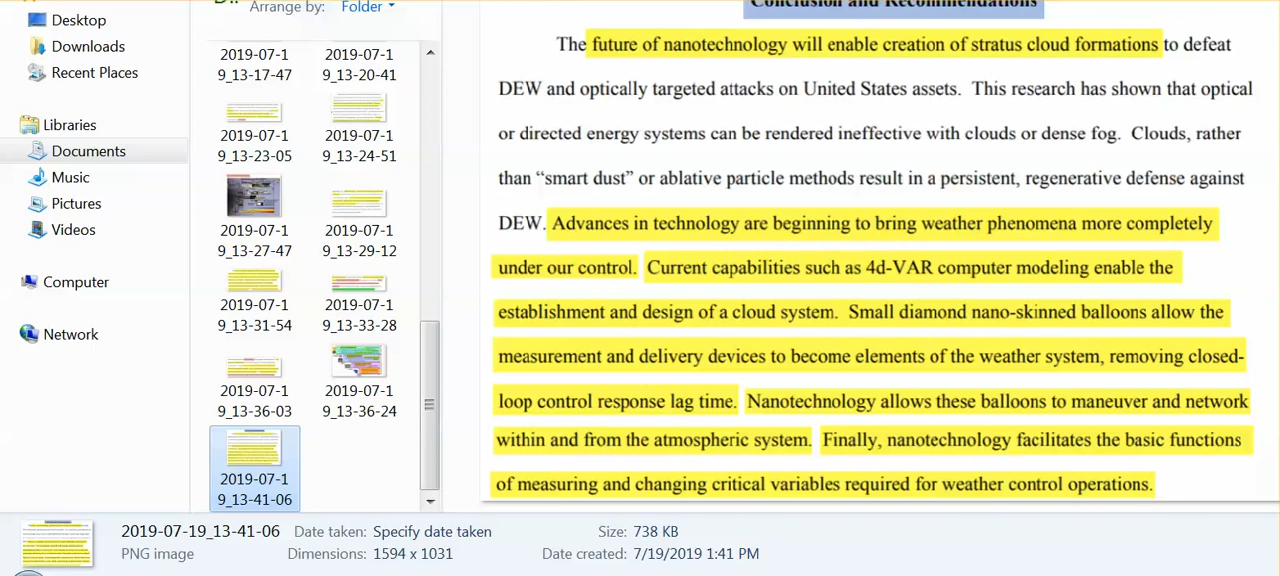 Desktop
Downloads
Recent Places
Libraries
Documents
Music
Pictures
Videos
Computer
Network
Arrange by: Folder
2019-07-1 2019-07-1
9_13-17-47 9_13-20-41
2019-07-1 2019-07-1
9_13-23-05 9_13-24-51
2019-07-1 2019-07-1
9_13-27-47 9_13-29-12
2019-07-1 2019-07-1
9_13-31-54 9_13-33-28
2019-07-1 2019-07-1
9_13-36-03 9_13-36-24
2019-07-1
9_13-41-06
Conclusion and Recommendations
The future of nanotechnology will enable creation of stratus cloud formations to defeat
DEW and optically targeted attacks on United States assets. This research has shown that optical
or directed energy systems can be rendered ineffective with clouds or dense fog. Clouds, rather
than “smart dust” or ablative particle methods result in a persistent, regenerative defense against
DEW. Advances in technology are beginning to bring weather phenomena more completely
under our control. Current capabilities such as 4d-VAR computer modeling enable the
establishment and design of a cloud system. Small diamond nano-skinned balloons allow the
measurement and delivery devices to become elements of the weather system, removing closed-
loop control response lag time. Nanotechnology allows these balloons to maneuver and network
within and from the atmospheric system. Finally, nanotechnology facilitates the basic functions
of measuring and changing critical variables required for weather control operations.
2019-07-19_13-41-06 Date taken: Specify date taken Size: 738 KB
PNG image Dimensions: 1594 x 1031 Date created: 7/19/2019 1:41 PM